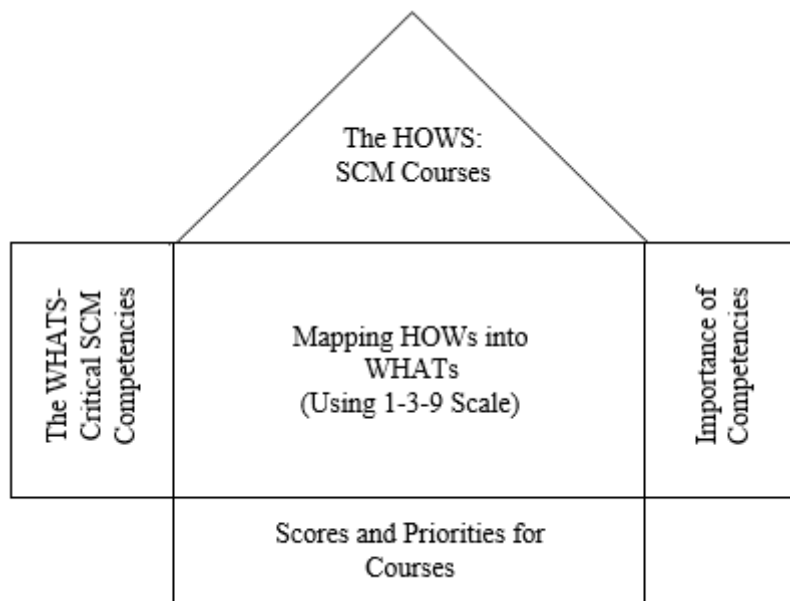 The HOWS:
SCM Courses
The WHATS-
Critical SCM
Competencies
Mapping HOWs into
WHATs
(Using 1-3-9 Scale)
Importance of
Competencies
Scores and Priorities for
Courses